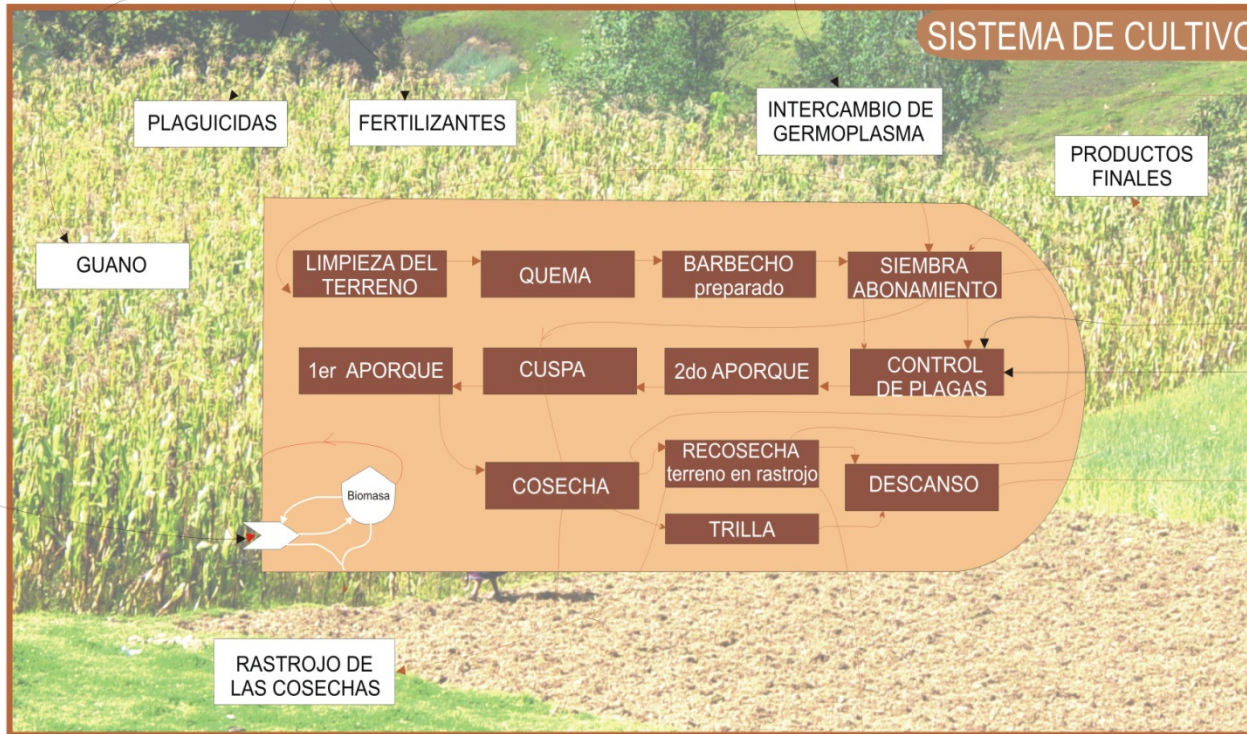 SISTEMA DE CULTIVO
PLAGUICIDAS
FERTILIZANTES
INTERCAMBIO DE
GERMOPLASMA
PRODUCTOS
FINALES
GUANO
LIMPIEZA DEL
TERRENO
QUEMA
BARBECHO
preparado
SIEMBRA
ABONAMIENTO
1er APORQUE
CUSPA
2do APORQUE
CONTROL
DE PLAGAS
Biomasa
COSECHA
RECOSECHA
terreno en rastrojo
DESCANSO
TRILLA
RASTROJO DE
LAS COSECHAS